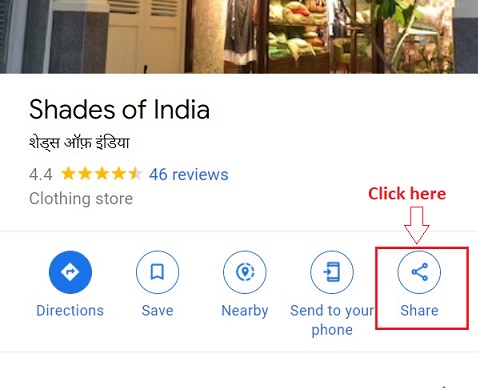 Shades of India
शेड्स ऑफ़ इंडिया
4.4 46 reviews
Clothing store
Click here
Directions Save Nearby Send to your phone Share